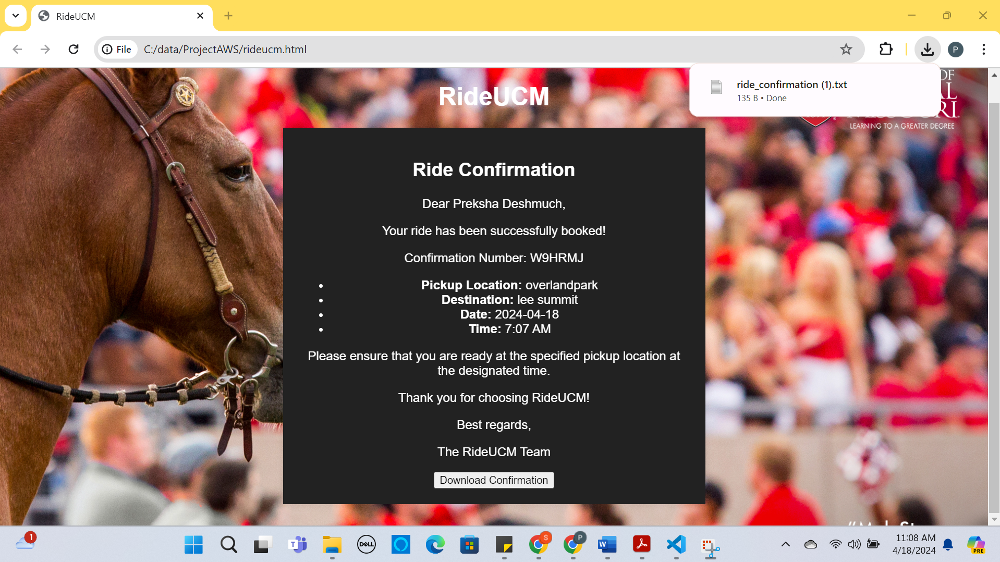 RideUCM
File
C:/data/ProjectAWS/rideucm.html
P
ride_confirmation (1).txt
135 B • Done
OF
LEARNING TO A GREATER DEGREE
RideUCM
Ride Confirmation
Dear Preksha Deshmuch,
Your ride has been successfully booked!
Confirmation Number: W9HRMJ
• Pickup Location: overlandpark
• Destination: lee summit
• Date: 2024-04-18
• Time: 7:07 AM
Please ensure that you are ready at the specified pickup location at
the designated time.
Thank you for choosing RideUCM!
Best regards,
The RideUCM Team
Download Confirmation
1
T
DELL
S
P
W
11:08 AM
4/18/2024
PRE